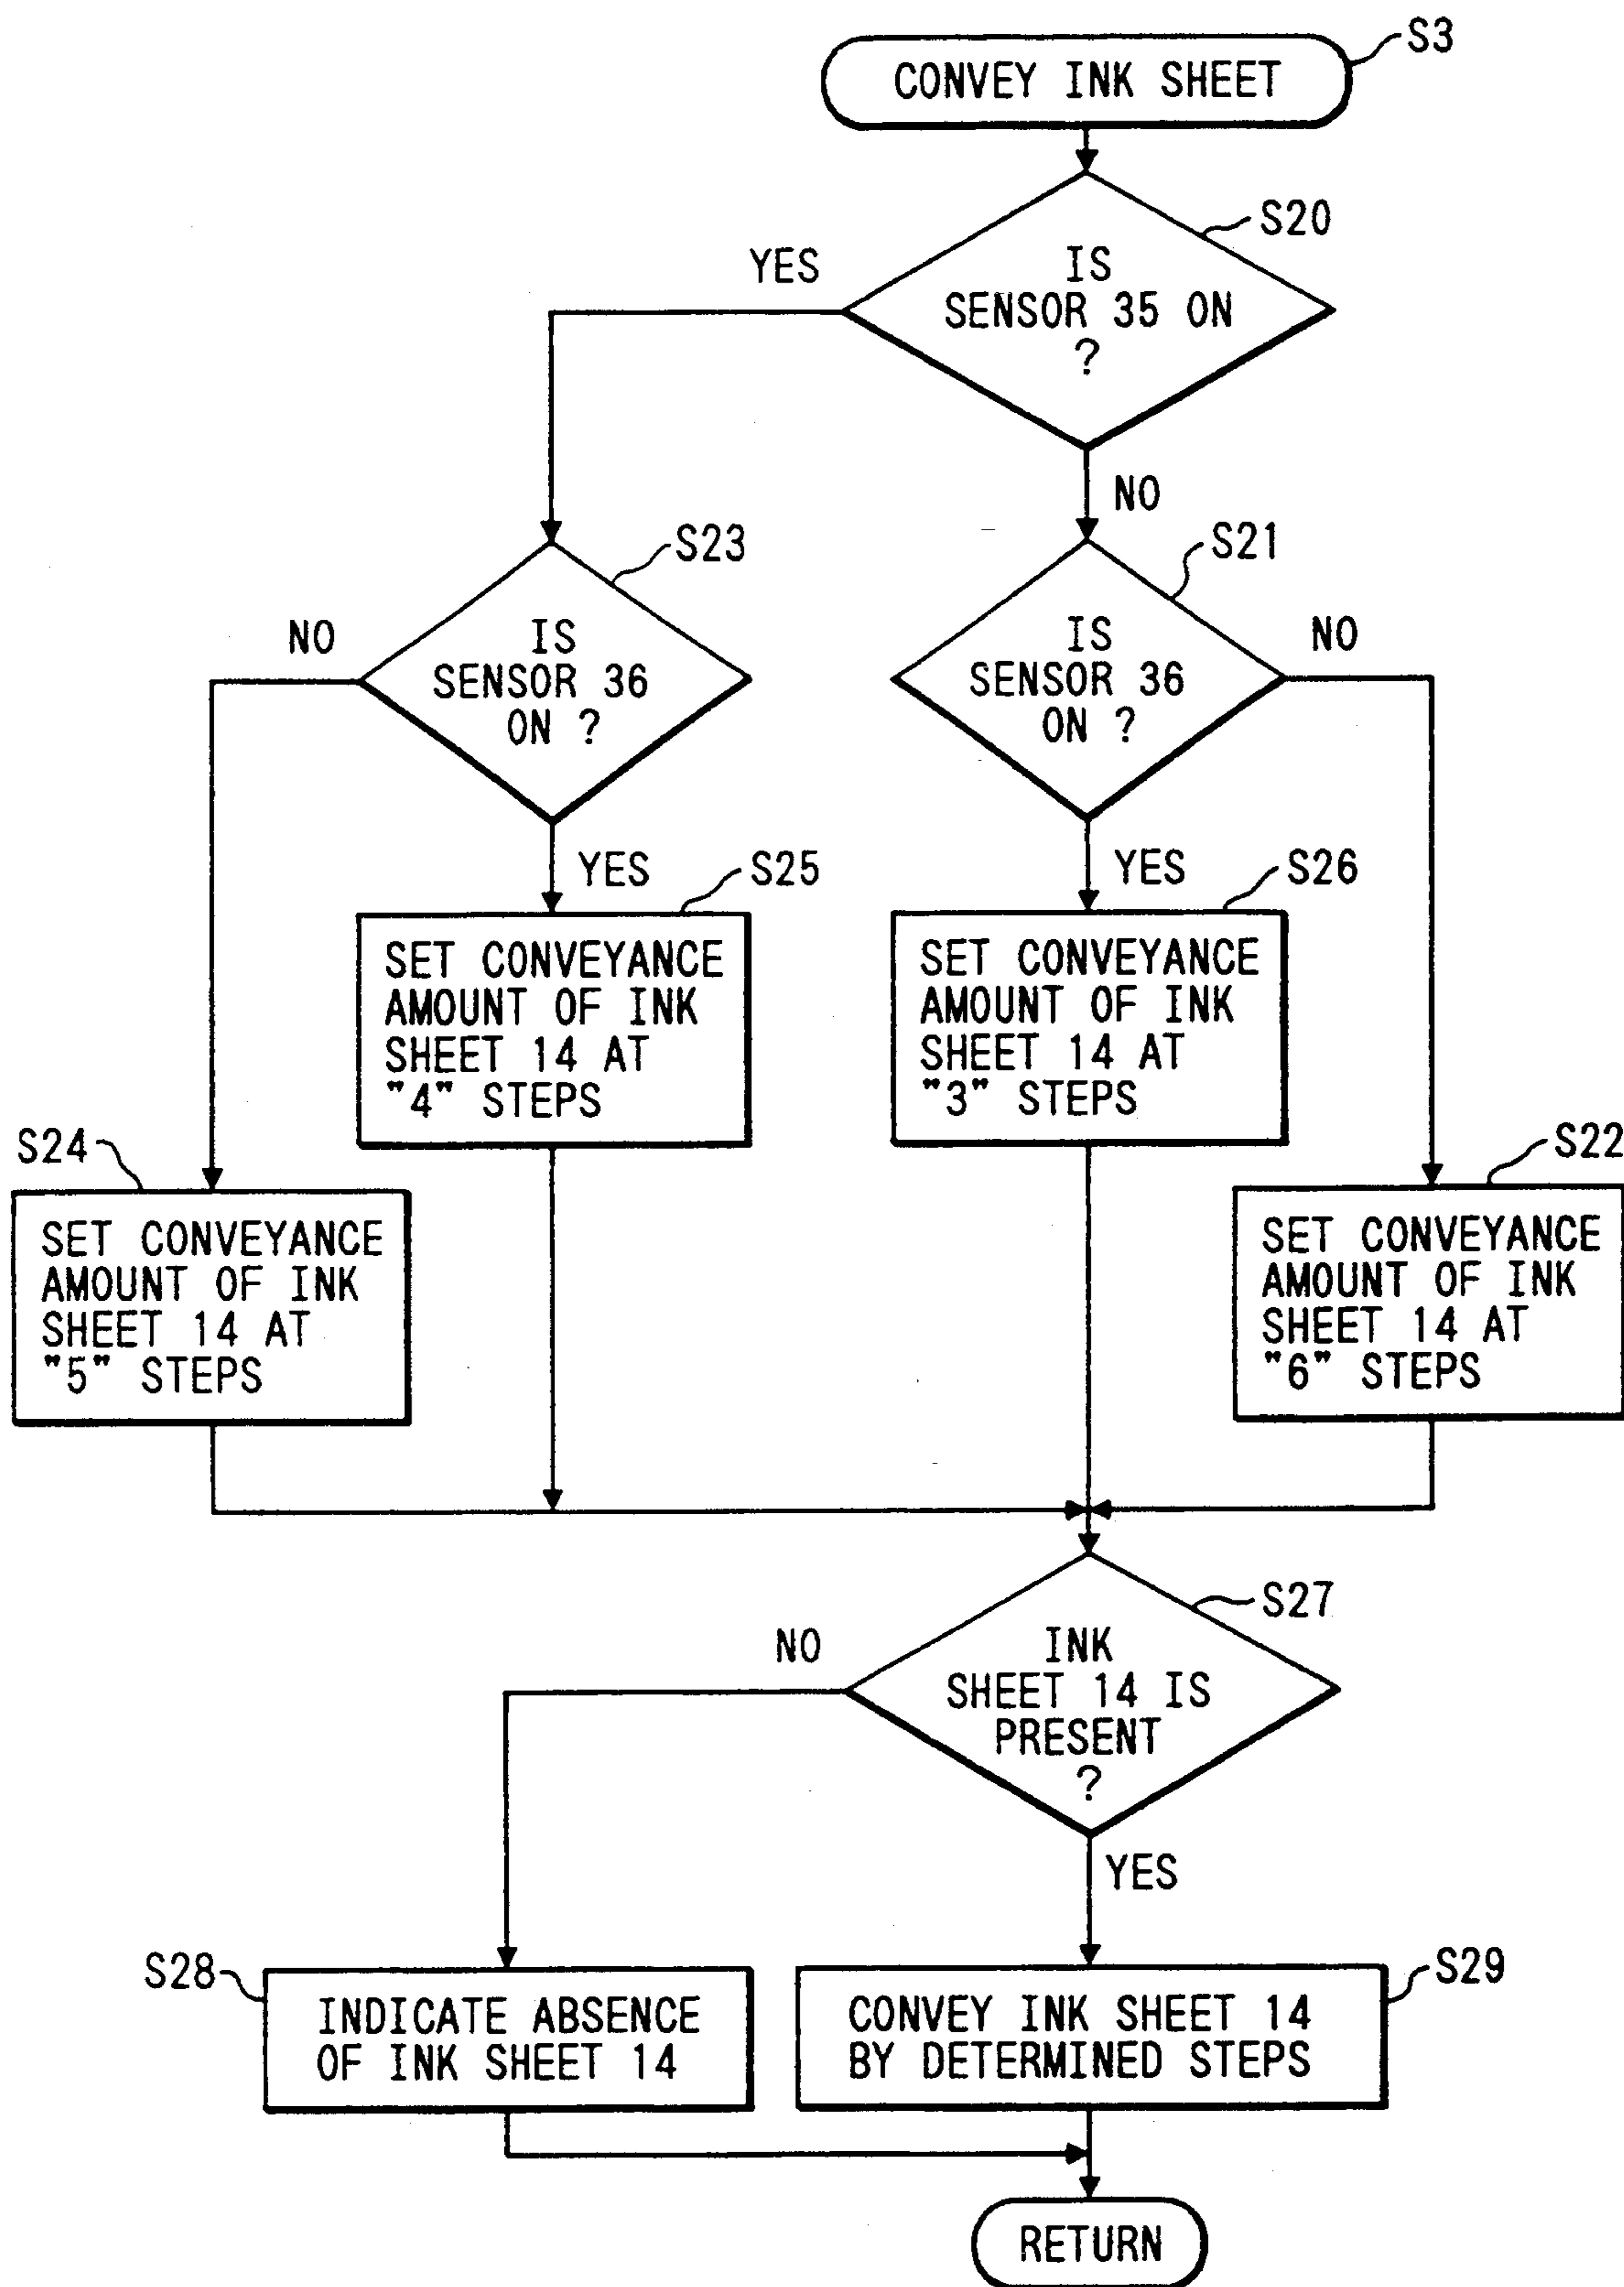 S3
CONVEY INK SHEET
S20
YES
IS
SENSOR 35 ON
?
NO
S23
S21
NO
IS
SENSOR 36
ON ?
IS
SENSOR 36
ON ?
NO
YES
S25
YES
S26
SET CONVEYANCE
AMOUNT OF INK
SHEET 14 AT
"4" STEPS
SET CONVEYANCE
AMOUNT OF INK
SHEET 14 AT
"3" STEPS
S24
S22
SET CONVEYANCE
AMOUNT OF INK
SHEET 14 AT
"5" STEPS
SET CONVEYANCE
AMOUNT OF INK
SHEET 14 AT
"6" STEPS
S27
NO
INK
SHEET 14 IS
PRESENT
?
YES
S28
S29
INDICATE ABSENCE
OF INK SHEET 14
CONVEY INK SHEET 14
BY DETERMINED STEPS
RETURN